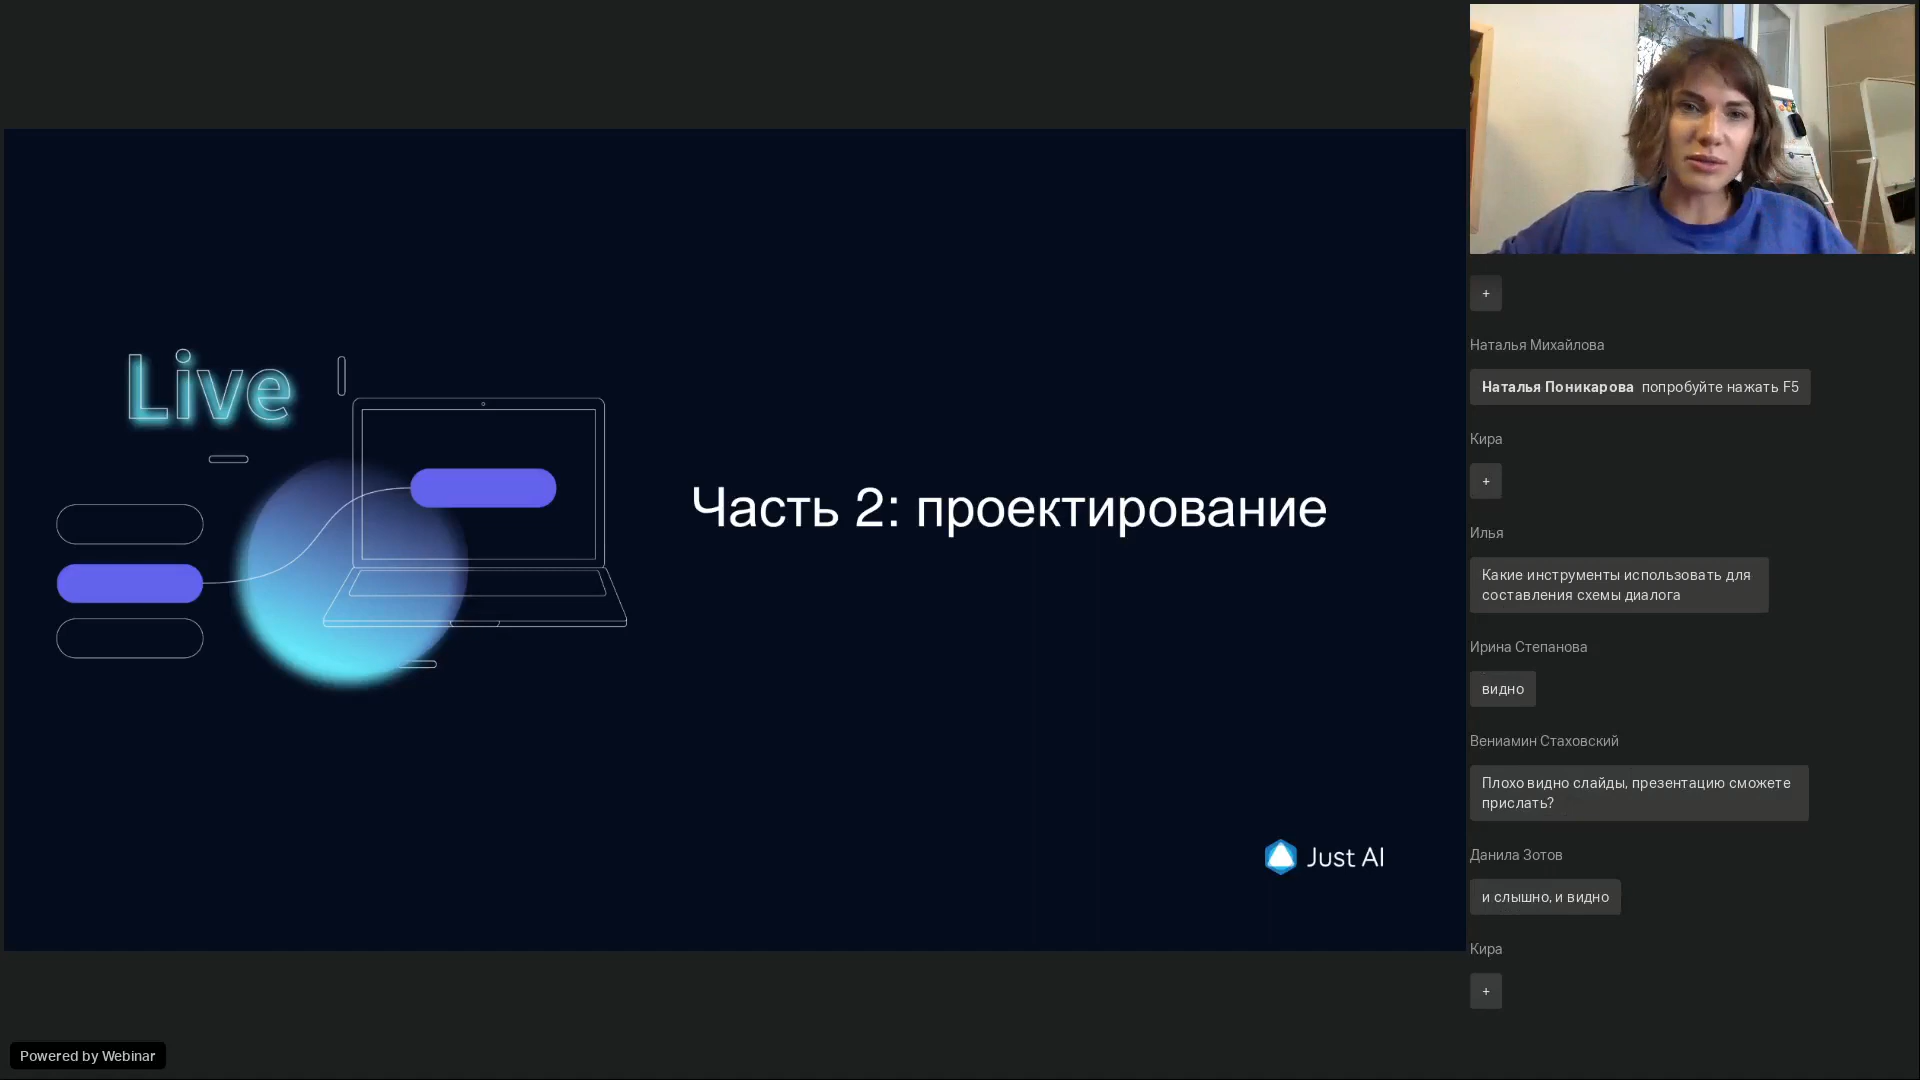 Live
Часть 2: проектирование
Just AI
Powered by Webinar
+
Наталья Михайлова
Наталья Поникарова попробуйте нажать F5
Кира
+
Илья
Какие инструменты использовать для
составления схемы диалога
Ирина Степанова
видно
Вениамин Стаховский
Плохо видно слайды, презентацию сможете
прислать?
Данила Зотов
и слышно, и видно
Кира
+